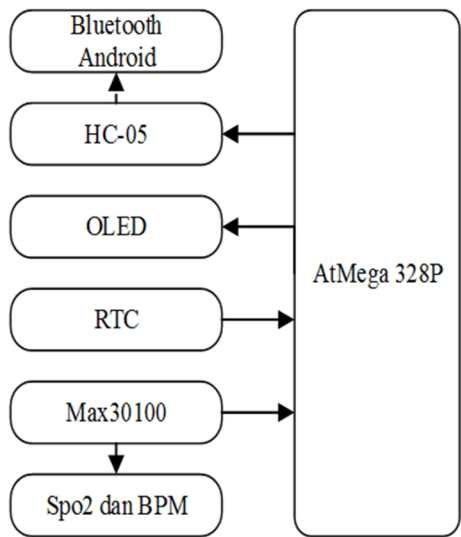 Bluetooth
Android
HC-05
OLED
RTC
Max30100
Spo2 dan BPM
AtMega 328P